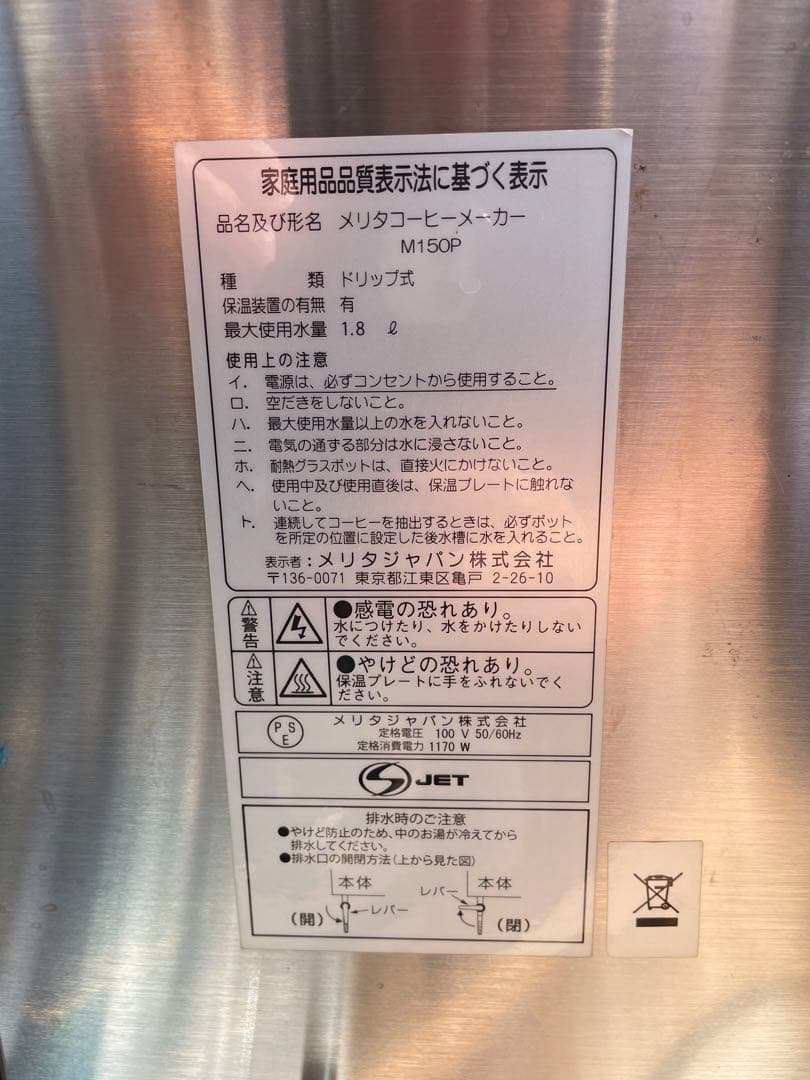 家庭用品品質表示法に基づく表示
品名及び形名 メリタコーヒーメーカー
M150P
種 類 ドリップ式
保温装置の有無 有
最大使用水量 1.8 ℓ
使用上の注意
イ. 電源は、必ずコンセントから使用すること。
ロ. 空だきをしないこと。
ハ. 最大使用水量以上の水を入れないこと。
ニ. 電気の通ずる部分は水に浸さないこと。
ホ. 耐熱グラスポットは、直接火にかけないこと。
ヘ. 使用中及び使用直後は、保温プレートに触れな
いこと。
ト. 連続してコーヒーを抽出するときは、必ずポット
を所定の位置に設定した後水槽に水を入れること。
表示者:メリタジャパン株式会社
〒136-0071 東京都江東区亀戸 2-26-10
⚠警告
●感電の恐れあり。
水につけたり、水をかけたりしない
でください。
⚠注意
●やけどの恐れあり。
保温プレートに手をふれないでく
ださい。
PSE
メリタジャパン株式会社
定格電圧 100 V 50/60Hz
定格消費電力 1170 W
JET
排水時のご注意
●やけど防止のため、中のお湯が冷えてから
排水してください。
●排水口の開閉方法(上から見た図)
本体
レバー
(開)
本体
レバー
(閉)